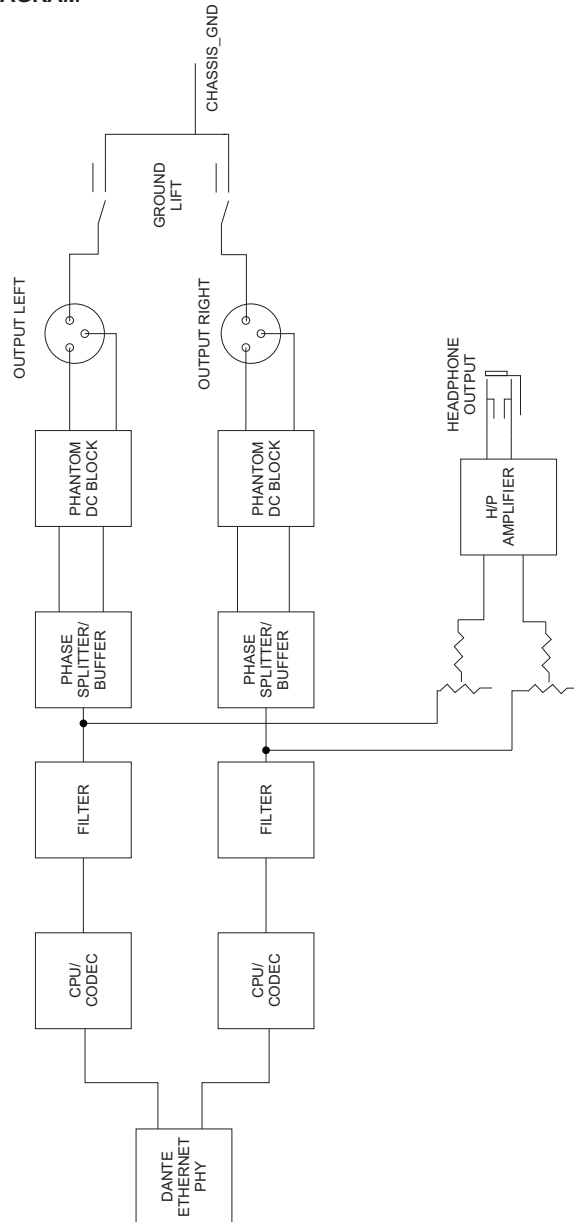 AGRAM
CHASSIS_GND
GROUND
LIFT
OUTPUT LEFT
OUTPUT RIGHT
HEADPHONE
OUTPUT
PHANTOM
DC BLOCK
PHANTOM
DC BLOCK
H/P
AMPLIFIER
PHASE
SPLITTER/
BUFFER
PHASE
SPLITTER/
BUFFER
FILTER
FILTER
CPU/
CODEC
CPU/
CODEC
DANTE
ETHERNET
PHY